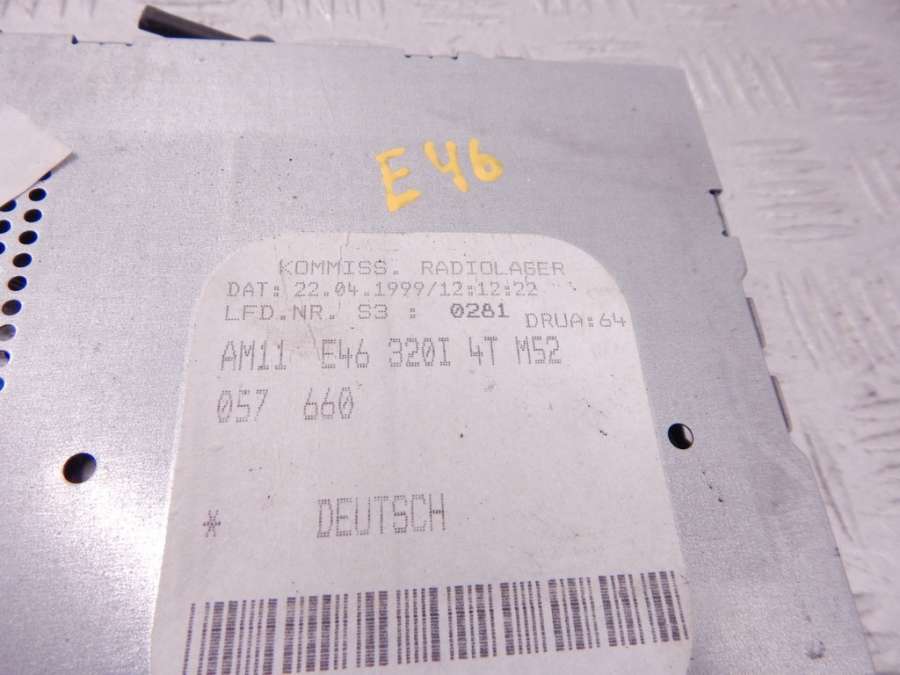 E46
KOMMISS. RADIOLAGER
DAT: 22.04.1999/12:12:22
LFD.NR. S3 : 0281 DRUA:64
AM11 E46 320I 4T M52
057 660
* DEUTSCH